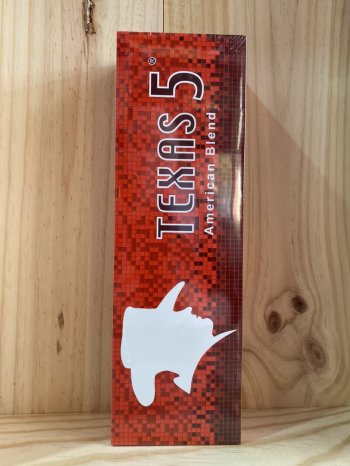 TEXAS 5®
American Blend